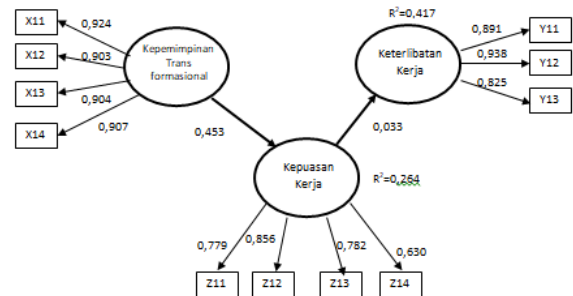 X11
0,924
X12
0,903
X13
0,904
X14
0,907
Kepemimpinan
Trans
formasional
R²=0,417
Keterlibatan
Kerja
0,891
Y11
0,938
Y12
0,825
Y13
0,453
0,033
Kepuasan
Kerja
R²=0,264
0,779
0,856
0,782
0,630
Z11
Z12
Z13
Z14